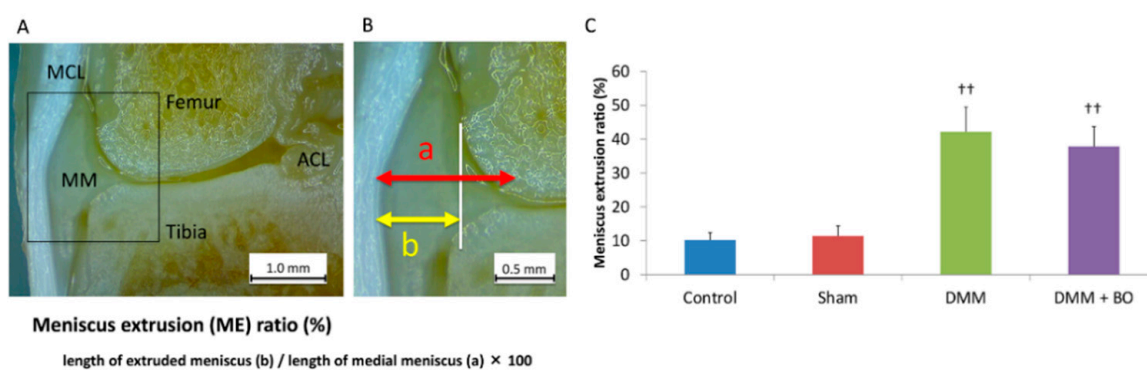 A
MCL
Femur
MM
ACL
Tibia
1.0 mm
B
a
b
0.5 mm
Meniscus extrusion (ME) ratio (%)
length of extruded meniscus (b) / length of medial meniscus (a) × 100
C
Meniscus extrusion ratio (%)
60
50
40
30
20
10
0
††
††
Control Sham DMM DMM + BO